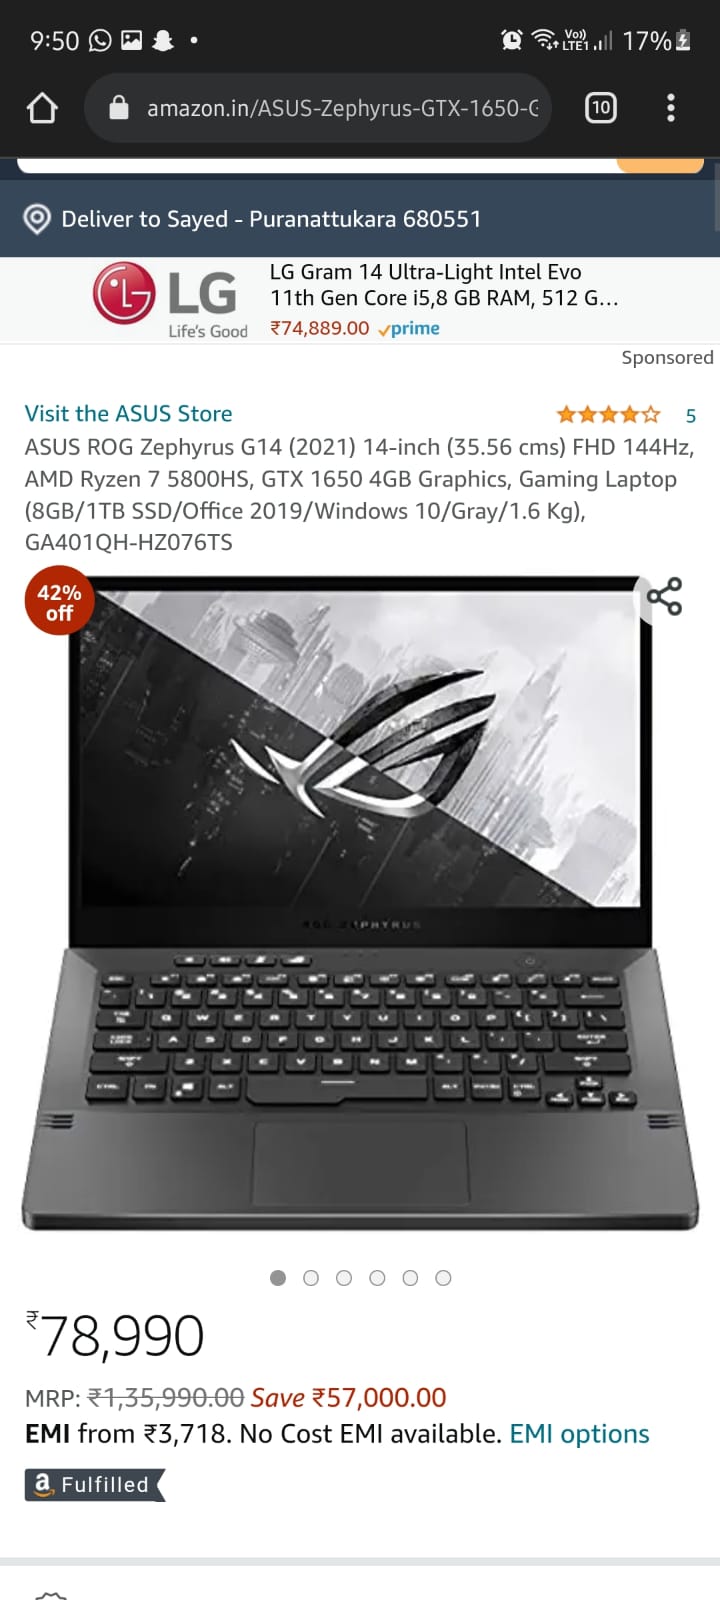 9:50 Vo)) LTE1 17%
amazon.in/ASUS-Zephyrus-GTX-1650-G 10
Deliver to Sayed - Puranattukara 680551
LG
Life's Good
LG Gram 14 Ultra-Light Intel Evo
11th Gen Core i5,8 GB RAM, 512 G...
₹74,889.00 prime
Sponsored
Visit the ASUS Store 5
ASUS ROG Zephyrus G14 (2021) 14-inch (35.56 cms) FHD 144Hz,
AMD Ryzen 7 5800HS, GTX 1650 4GB Graphics, Gaming Laptop
(8GB/1TB SSD/Office 2019/Windows 10/Gray/1.6 Kg),
GA401QH-HZ076TS
42%
off
ROG ZEPHYRUS
₹78,990
MRP: ₹1,35,990.00 Save ₹57,000.00
EMI from ₹3,718. No Cost EMI available. EMI options
a Fulfilled